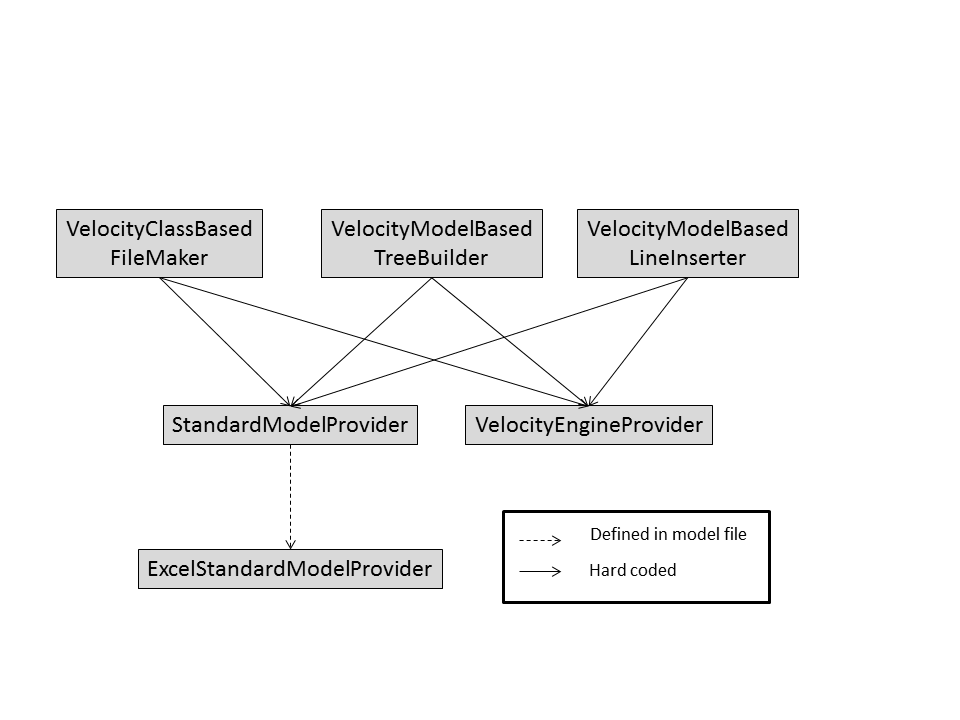 VelocityClassBased
FileMaker
VelocityModelBased
TreeBuilder
VelocityModelBased
LineInserter
StandardModelProvider
VelocityEngineProvider
Defined in model file
Hard coded
ExcelStandardModelProvider